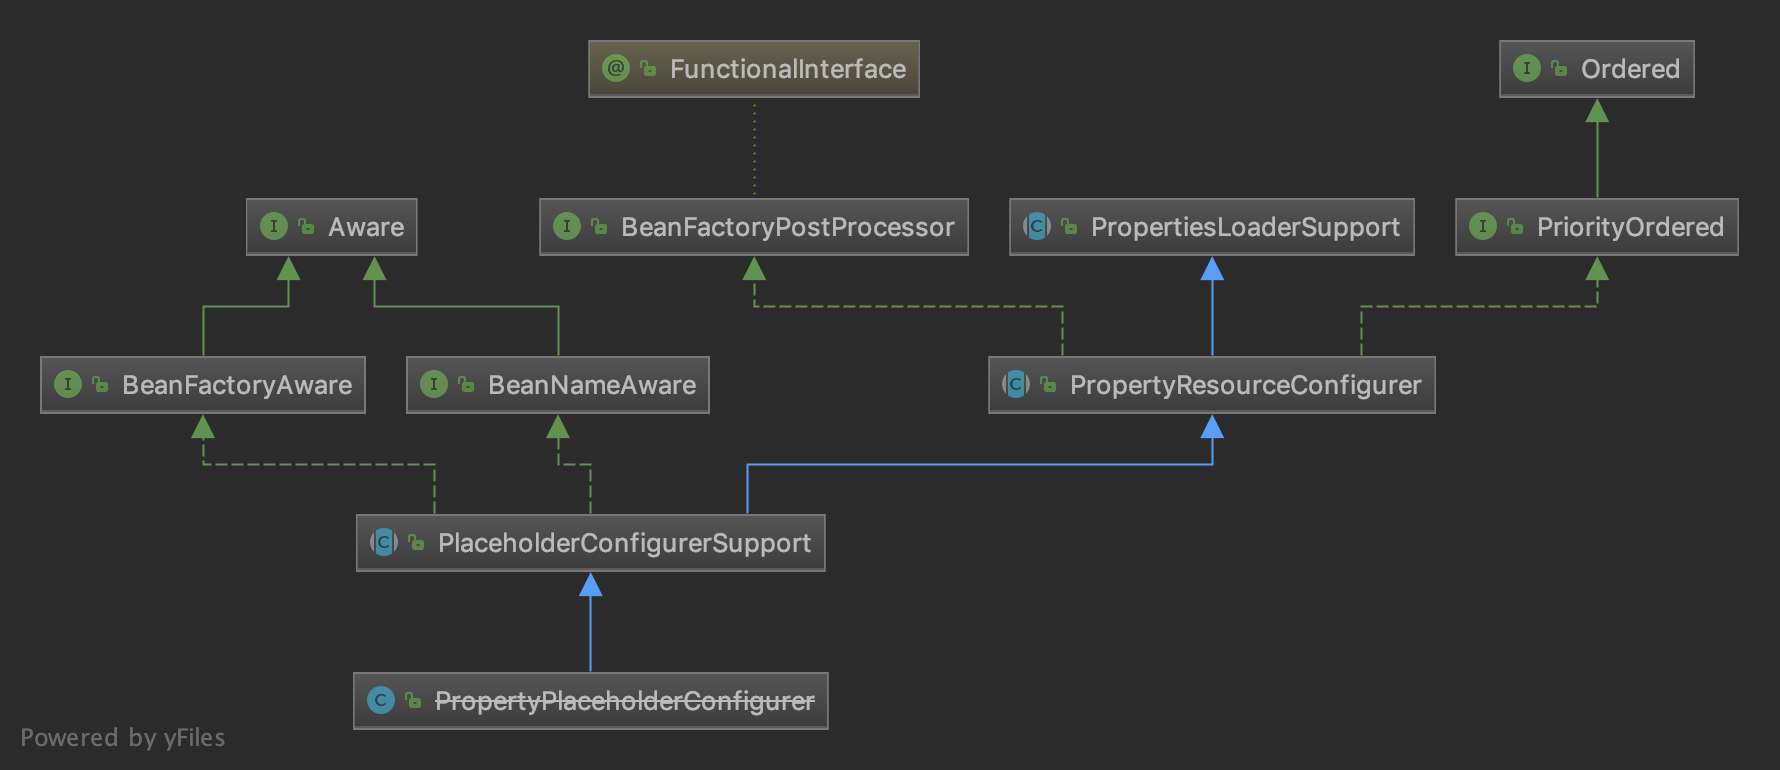 FunctionalInterface
Ordered
Aware
BeanFactoryPostProcessor
PropertiesLoaderSupport
PriorityOrdered
BeanFactoryAware
BeanNameAware
PropertyResourceConfigurer
PlaceholderConfigurerSupport
PropertyPlaceholderConfigurer
Powered by yFiles